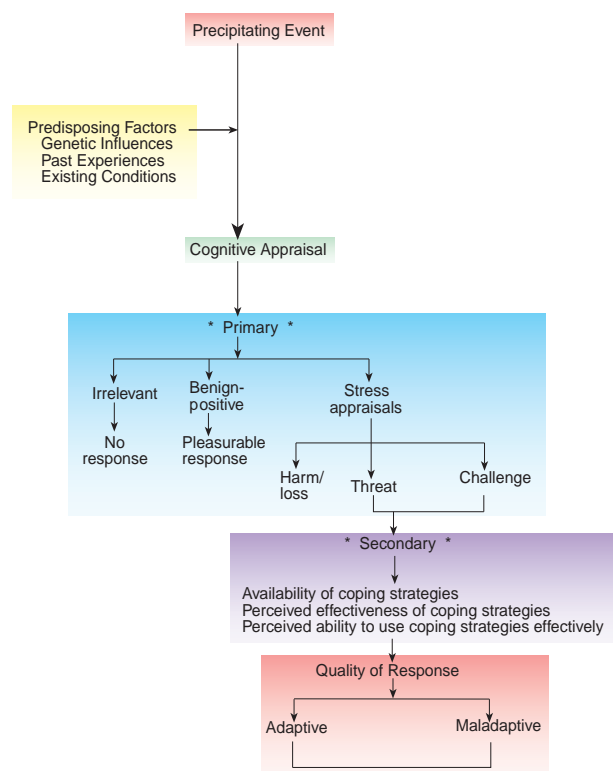 Precipitating Event
Predisposing Factors
Genetic Influences
Past Experiences
Existing Conditions
Cognitive Appraisal
* Primary *
Irrelevant
Benign-
positive
Stress
appraisals
No
response
Pleasurable
response
Harm/
loss
Threat
Challenge
* Secondary *
Availability of coping strategies
Perceived effectiveness of coping strategies
Perceived ability to use coping strategies effectively
Quality of Response
Adaptive
Maladaptive